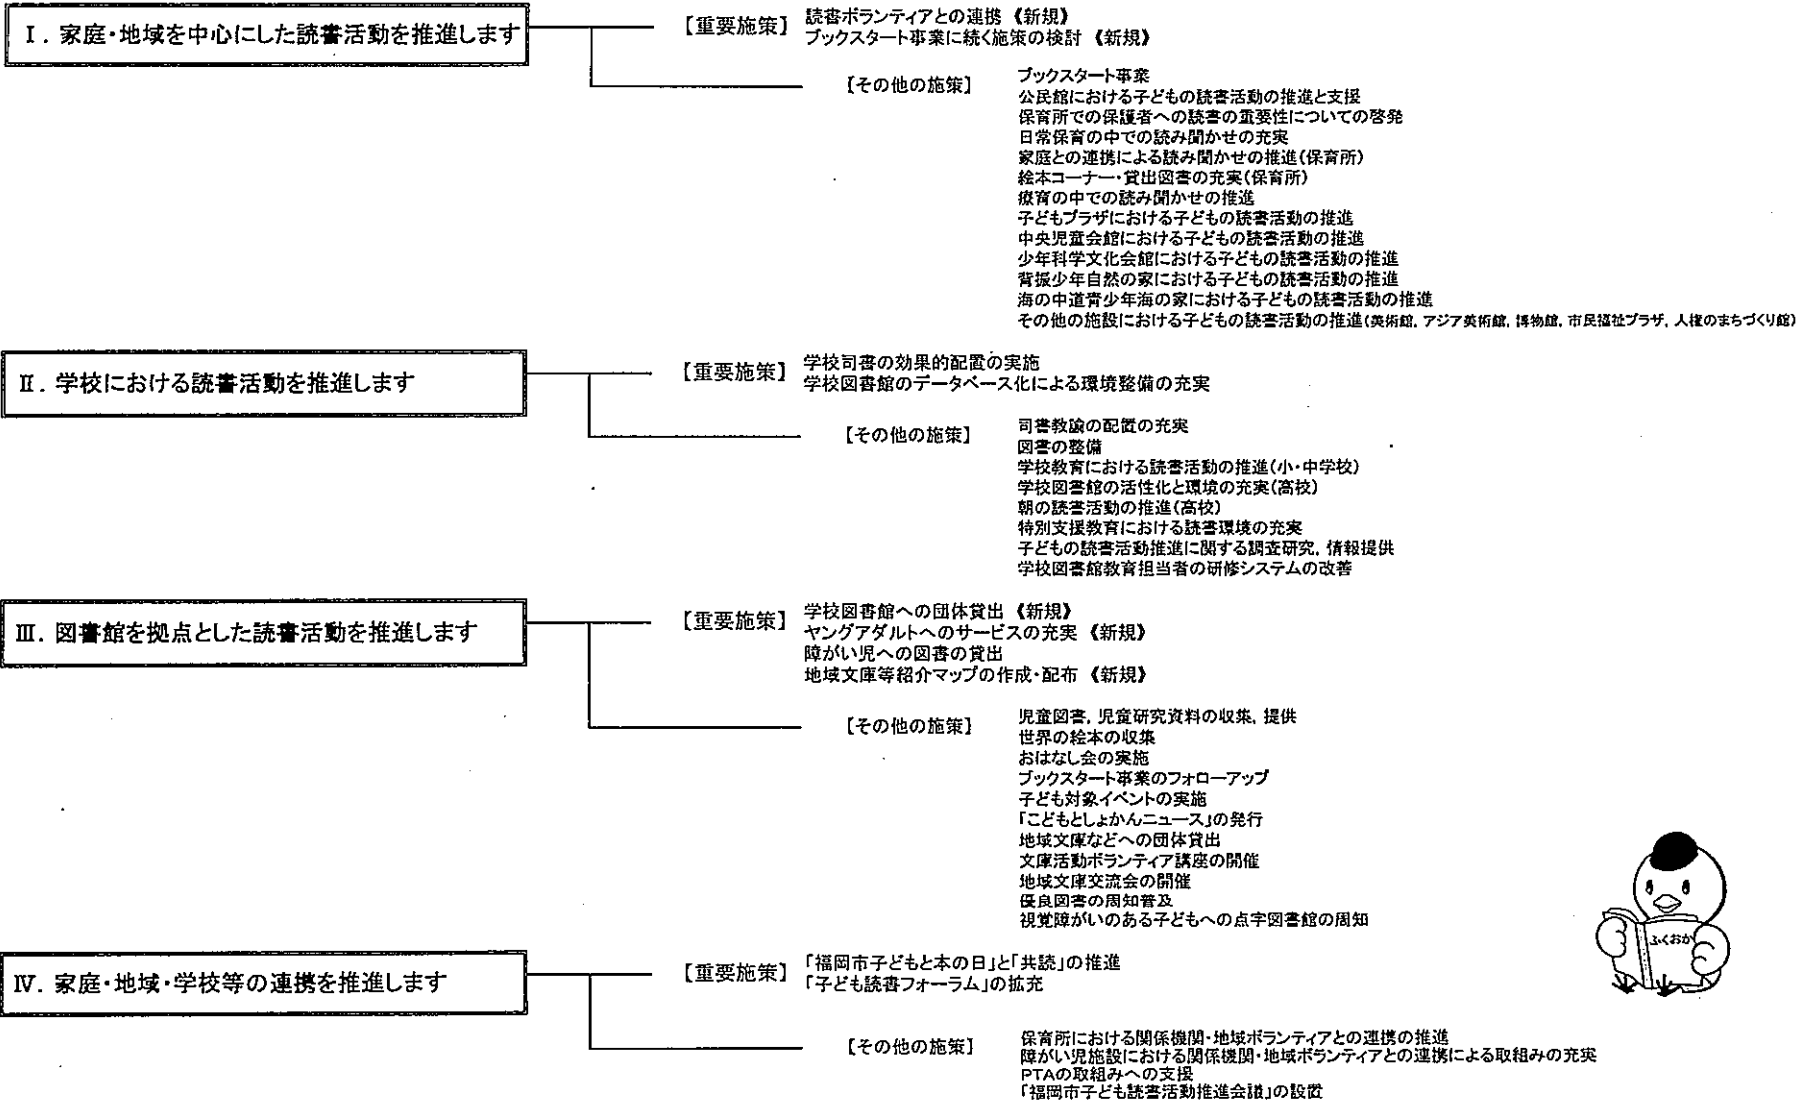 Ⅰ．家庭・地域を中心にした読書活動を推進します
【重要施策】
読書ボランティアとの連携 《新規》
ブックスタート事業に続く施策の検討 《新規》
【その他の施策】
ブックスタート事業
公民館における子どもの読書活動の推進と支援
保育所での保護者への読書の重要性についての啓発
日常保育の中での読み聞かせの充実
家庭との連携による読み聞かせの推進(保育所)
絵本コーナー・貸出図書の充実(保育所)
療育の中での読み聞かせの推進
子どもプラザにおける子どもの読書活動の推進
中央児童会館における子どもの読書活動の推進
少年科学文化会館における子どもの読書活動の推進
背振少年自然の家における子どもの読書活動の推進
海の中道青少年海の家における子どもの読書活動の推進
その他の施設における子どもの読書活動の推進(美術館，アジア美術館，博物館，市民福祉プラザ，人権のまちづくり館)
Ⅱ．学校における読書活動を推進します
【重要施策】
学校司書の効果的配置の実施
学校図書館のデータベース化による環境整備の充実
【その他の施策】
司書教諭の配置の充実
図書の整備
学校教育における読書活動の推進(小・中学校)
学校図書館の活性化と環境の充実(高校)
朝の読書活動の推進(高校)
特別支援教育における読書環境の充実
子どもの読書活動推進に関する調査研究，情報提供
学校図書館教育担当者の研修システムの改善
Ⅲ．図書館を拠点とした読書活動を推進します
【重要施策】
学校図書館への団体貸出 《新規》
ヤングアダルトへのサービスの充実 《新規》
障がい児への図書の貸出
地域文庫等紹介マップの作成・配布 《新規》
【その他の施策】
児童図書，児童研究資料の収集，提供
世界の絵本の収集
おはなし会の実施
ブックスタート事業のフォローアップ
子ども対象イベントの実施
「こどもとしょかんニュース」の発行
地域文庫などへの団体貸出
文庫活動ボランティア講座の開催
地域文庫交流会の開催
優良図書の周知普及
視覚障がいのある子どもへの点字図書館の周知
ふくおか
Ⅳ．家庭・地域・学校等の連携を推進します
【重要施策】
「福岡市子どもと本の日」と「共読」の推進
「子ども読書フォーラム」の拡充
【その他の施策】
保育所における関係機関・地域ボランティアとの連携の推進
障がい児施設における関係機関・地域ボランティアとの連携による取組みの充実
PTAの取組みへの支援
「福岡市子ども読書活動推進会議」の設置